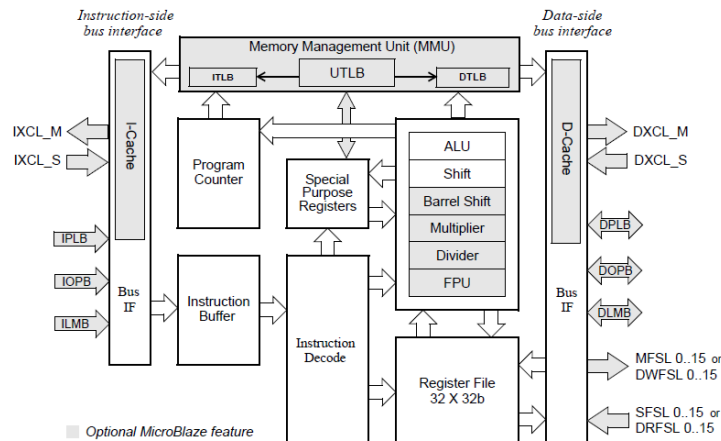 Instruction-side
bus interface
Data-side
bus interface
Memory Management Unit (MMU)
ITLB
UTLB
DTLB
I-Cache
D-Cache
IXCL_M
IXCL_S
DXCL_M
DXCL_S
Program
Counter
Special
Purpose
Registers
ALU
Shift
Barrel Shift
Multiplier
Divider
FPU
IPLB
IOPB
ILMB
DPLB
DOPB
DLMB
Bus
IF
Instruction
Buffer
Instruction
Decode
Register File
32 X 32b
Bus
IF
MFSL 0..15 or
DWFSL 0..15
SFSL 0..15 or
DRFSL 0..15
Optional MicroBlaze feature